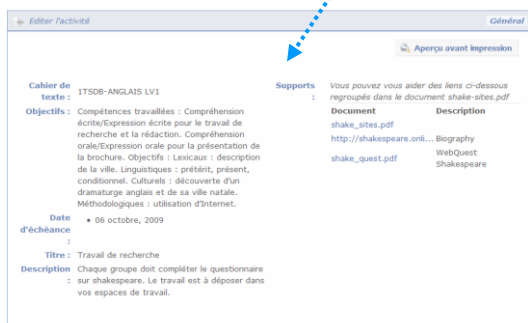 Editer l'activité
Général
Aperçu avant impression
Cahier de
texte :
1TSDB-ANGLAIS LV1
Objectifs :
Compétences travaillées : Compréhension
écrite/Expression écrite pour le travail de
recherche et la rédaction. Compréhension
orale/Expression orale pour la présentation de
la brochure. Objectifs : Lexicaux : description
de la ville. Linguistiques : prétérit, présent,
conditionnel. Culturels : découverte d'un
dramaturge anglais et de sa ville natale.
Méthodologiques : utilisation d'Internet.
Date
d'échéance
:
• 06 octobre, 2009
Titre :
Travail de recherche
Description
:
Chaque groupe doit compléter le questionnaire
sur shakespeare. Le travail est à déposer dans
vos espaces de travail.
Supports
:
Vous pouvez vous aider des liens ci-dessous
regroupés dans le document shake-sites.pdf
Document Description
shake_sites.pdf
http://shakespeare.onli... Biography
shake_quest.pdf
WebQuest
Shakespeare